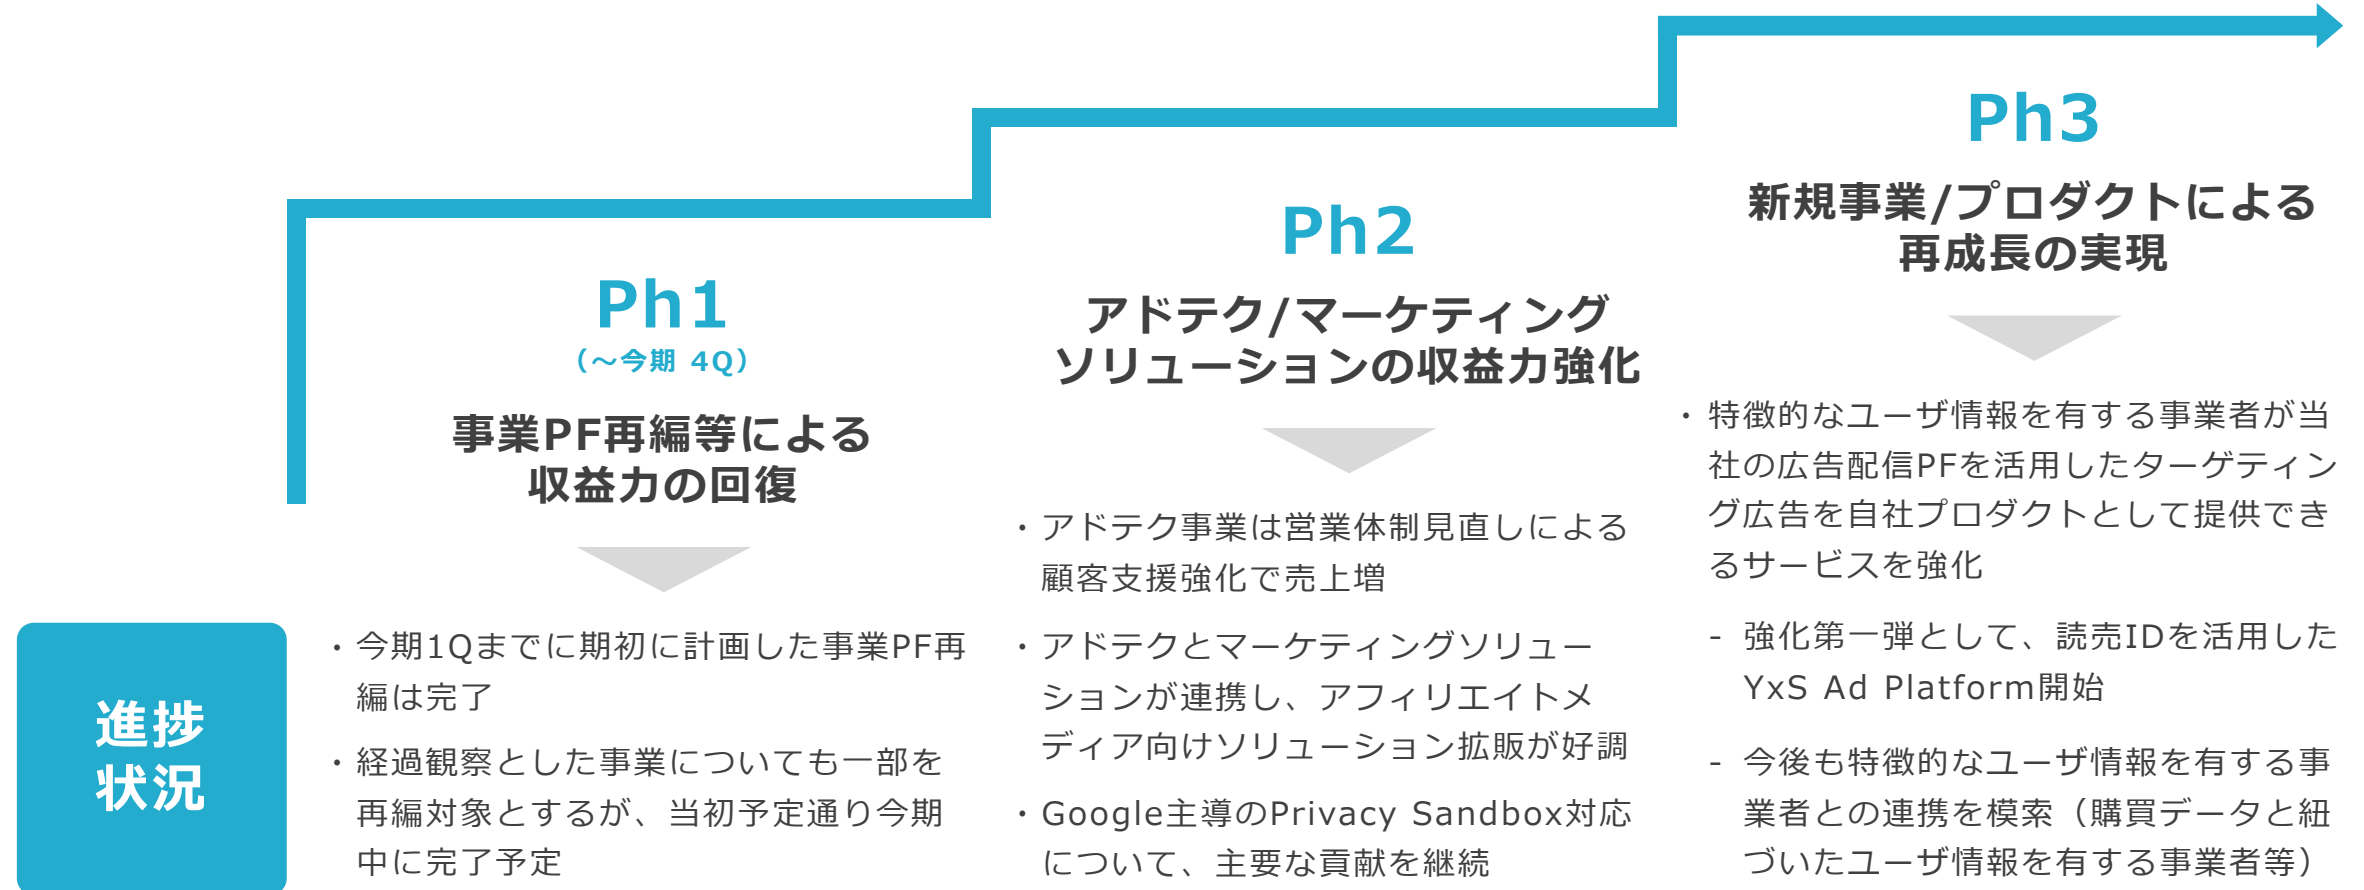 Ph1
（～今期 4Q）
事業PF再編等による
収益力の回復
Ph2
アドテク/マーケティング
ソリューションの収益力強化
Ph3
新規事業/プロダクトによる
再成長の実現
進捗
状況
・今期1Qまでに期初に計画した事業PF再
編は完了
・経過観察とした事業についても一部を
再編対象とするが、当初予定通り今期
中に完了予定
・アドテク事業は営業体制見直しによる
顧客支援強化で売上増
・アドテクとマーケティングソリュー
ションが連携し、アフィリエイトメ
ディア向けソリューション拡販が好調
・Google主導のPrivacy Sandbox対応
について、主要な貢献を継続
・特徴的なユーザ情報を有する事業者が当
社の広告配信PFを活用したターゲティン
グ広告を自社プロダクトとして提供でき
るサービスを強化
- 強化第一弾として、読売IDを活用した
YxS Ad Platform開始
- 今後も特徴的なユーザ情報を有する事
業者との連携を模索（購買データと紐
づいたユーザ情報を有する事業者等）